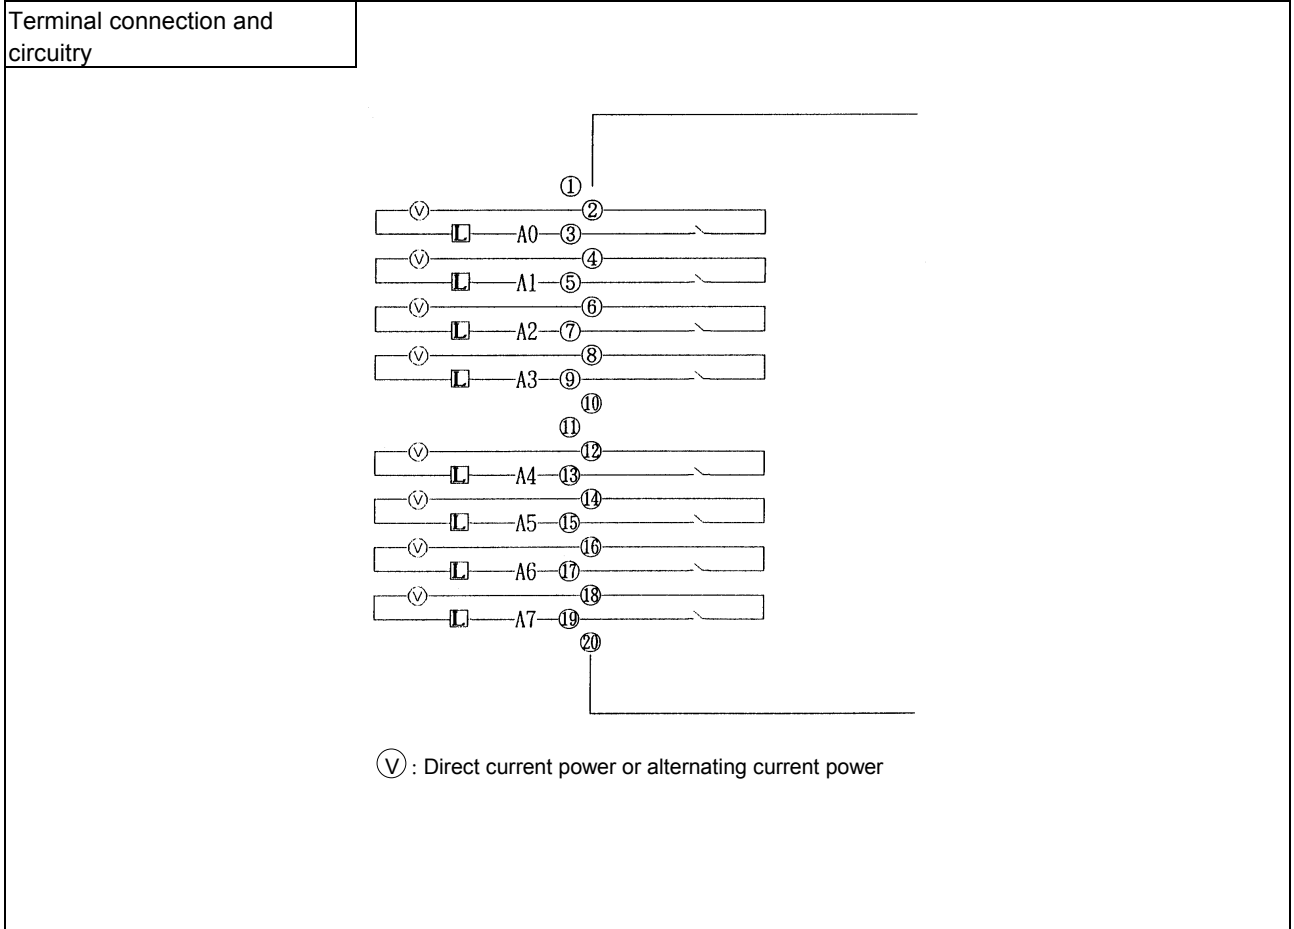 Terminal connection and
circuitry
①
Ⓥ ②
L A0 ③
Ⓥ ④
L A1 ⑤
Ⓥ ⑥
L A2 ⑦
Ⓥ ⑧
L A3 ⑨
⑩
⑪
Ⓥ ⑫
L A4 ⑬
Ⓥ ⑭
L A5 ⑮
Ⓥ ⑯
L A6 ⑰
Ⓥ ⑱
L A7 ⑲
⑳
Ⓥ : Direct current power or alternating current power